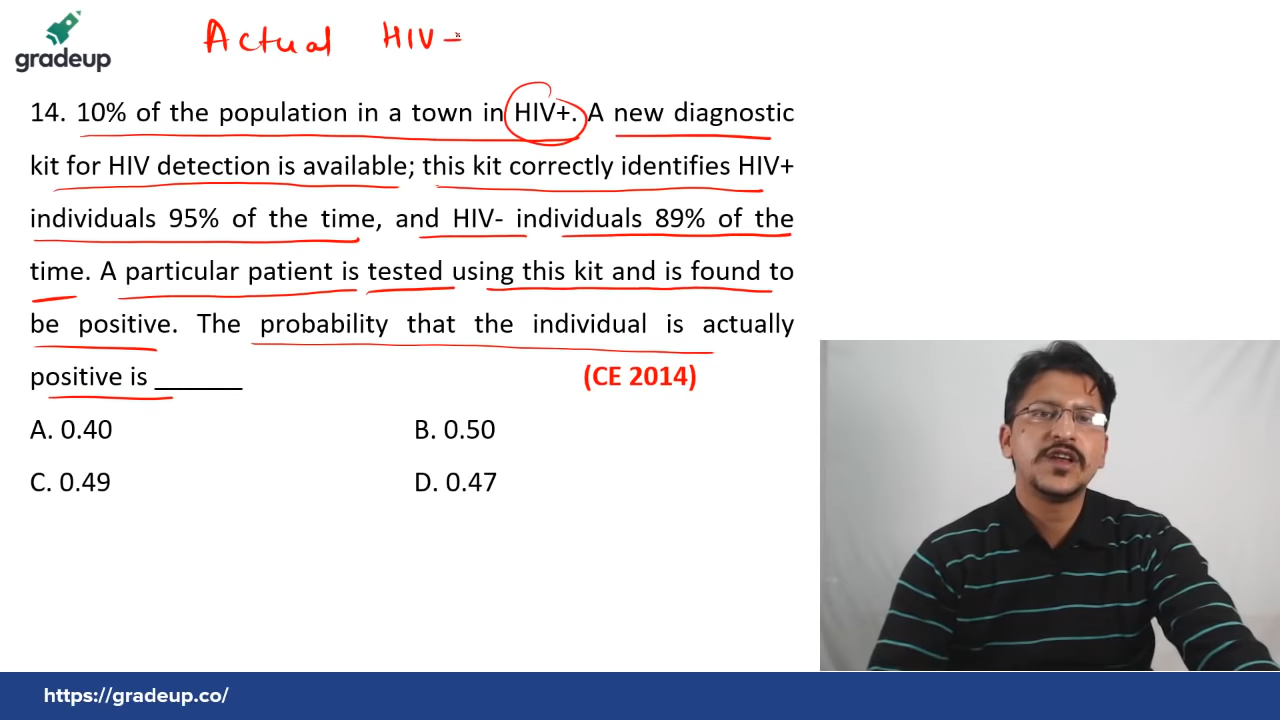 gradeup
Actual HIV -
14. 10% of the population in a town in HIV+. A new diagnostic
kit for HIV detection is available; this kit correctly identifies HIV+
individuals 95% of the time, and HIV- individuals 89% of the
time. A particular patient is tested using this kit and is found to
be positive. The probability that the individual is actually
positive is ______ (CE 2014)
A. 0.40 B. 0.50
C. 0.49 D. 0.47
https://gradeup.co/